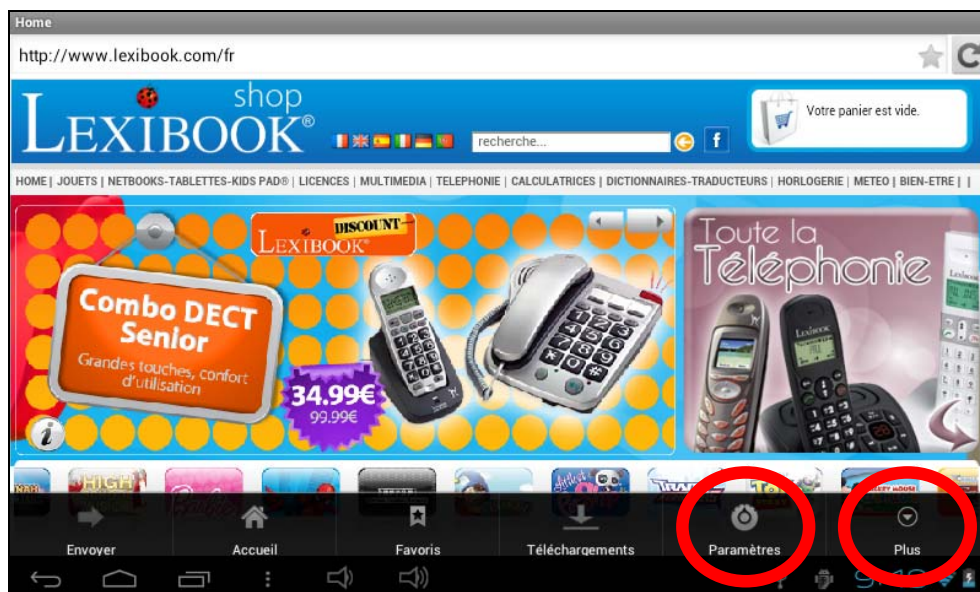 Home
http://www.lexibook.com/fr
shop
LEXIBOOK®
recherche...
f
Votre panier est vide.
HOME | JOUETS | NETBOOKS-TABLETTES-KIDS PAD® | LICENCES | MULTIMEDIA | TELEPHONIE | CALCULATRICES | DICTIONNAIRES-TRADUCTEURS | HORLOGERIE | METEO | BIEN-ETRE | |
DISCOUNT
LEXIBOOK®
Combo DECT
Senior
Grandes touches, confort
d'utilisation
34.99€
99.99€
i
Toute la
Téléphonie
HIGH
Envoyer
Accueil
Favoris
Téléchargements
Paramètres
Plus